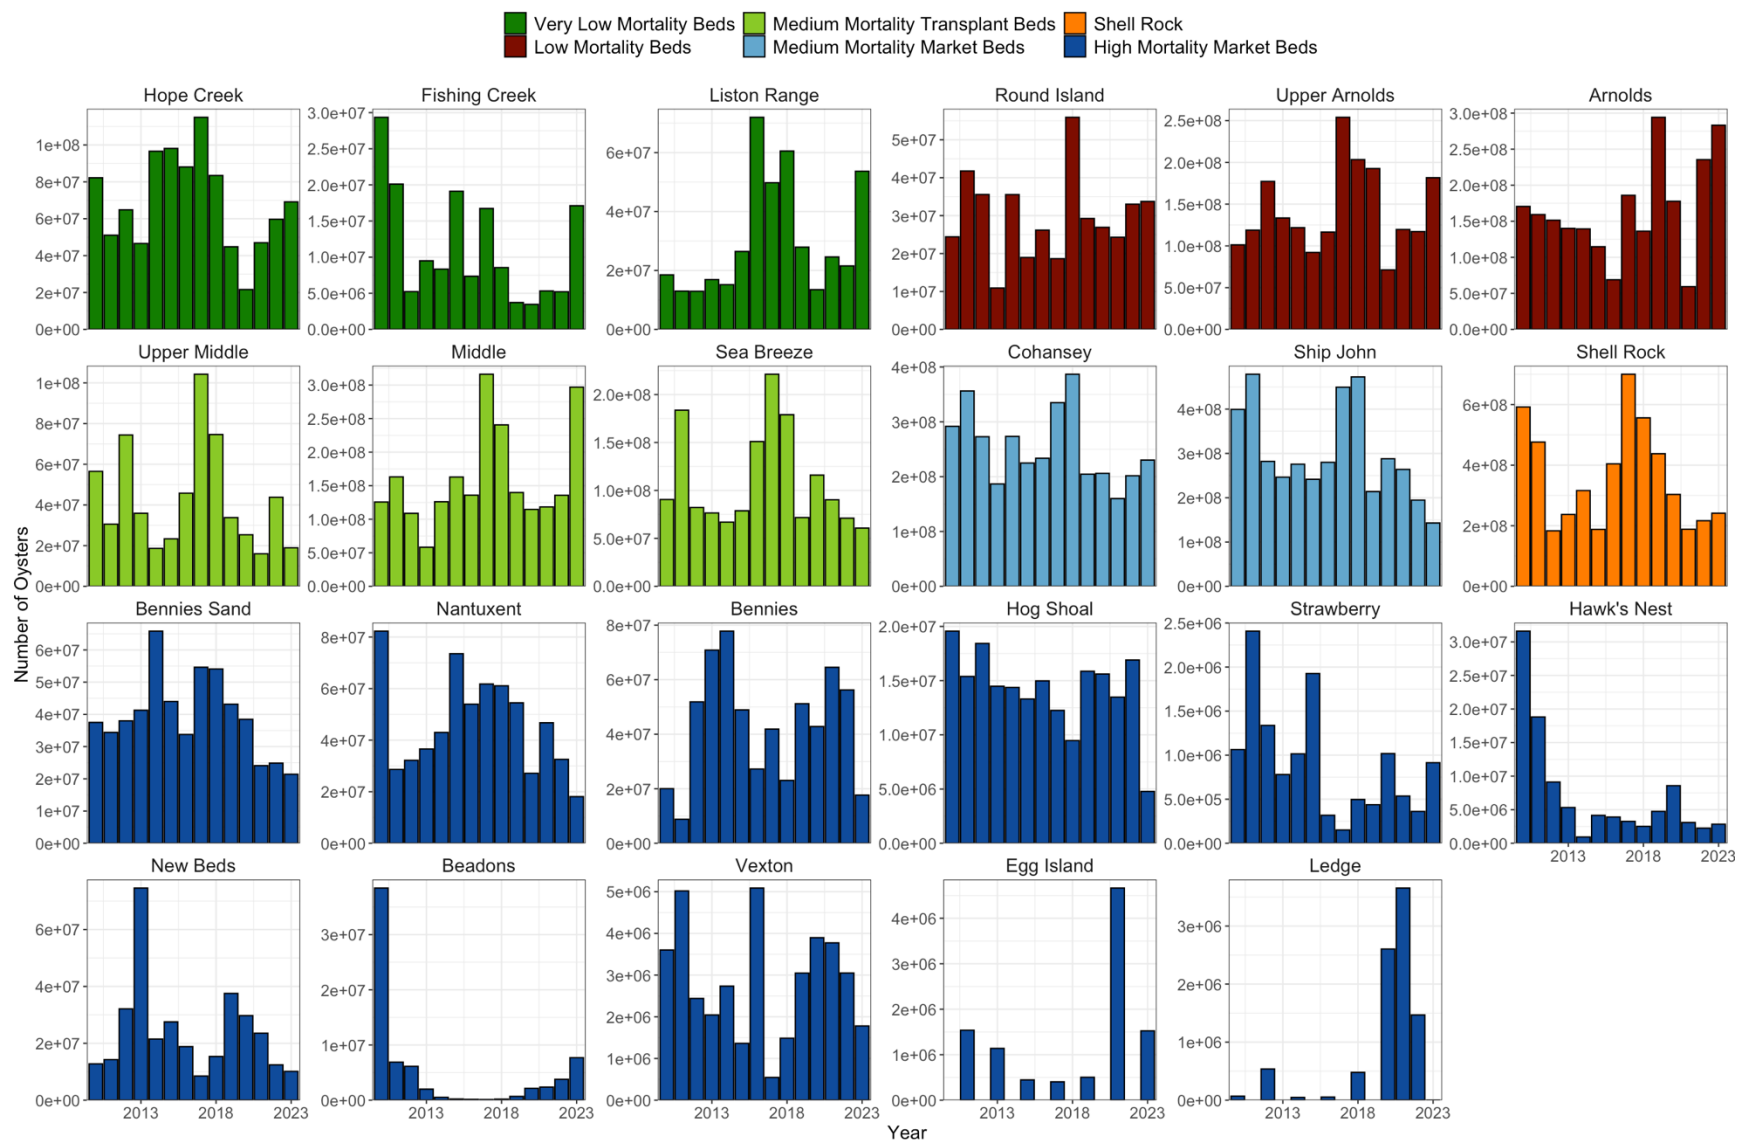 Very Low Mortality Beds Medium Mortality Transplant Beds Shell Rock
Low Mortality Beds Medium Mortality Market Beds High Mortality Market Beds
Hope Creek Fishing Creek Liston Range Round Island Upper Arnolds Arnolds
1e+08
8e+07
6e+07
4e+07
2e+07
0e+00
3.0e+07
2.5e+07
2.0e+07
1.5e+07
1.0e+07
5.0e+06
0.0e+00
6e+07
4e+07
2e+07
0e+00
5e+07
4e+07
3e+07
2e+07
1e+07
0e+00
2.5e+08
2.0e+08
1.5e+08
1.0e+08
5.0e+07
0.0e+00
3.0e+08
2.5e+08
2.0e+08
1.5e+08
1.0e+08
5.0e+07
0.0e+00
Upper Middle Middle Sea Breeze Cohansey Ship John Shell Rock
1e+08
8e+07
6e+07
4e+07
2e+07
0e+00
3.0e+08
2.5e+08
2.0e+08
1.5e+08
1.0e+08
5.0e+07
0.0e+00
2.0e+08
1.5e+08
1.0e+08
5.0e+07
0.0e+00
4e+08
3e+08
2e+08
1e+08
0e+00
4e+08
3e+08
2e+08
1e+08
0e+00
6e+08
4e+08
2e+08
0e+00
Number of Oysters
Bennies Sand Nantuxent Bennies Hog Shoal Strawberry Hawk's Nest
6e+07
5e+07
4e+07
3e+07
2e+07
1e+07
0e+00
8e+07
6e+07
4e+07
2e+07
0e+00
8e+07
6e+07
4e+07
2e+07
0e+00
2.0e+07
1.5e+07
1.0e+07
5.0e+06
0.0e+00
2.5e+06
2.0e+06
1.5e+06
1.0e+06
5.0e+05
0.0e+00
3.0e+07
2.5e+07
2.0e+07
1.5e+07
1.0e+07
5.0e+06
0.0e+00
2013 2018 2023
New Beds Beadons Vexton Egg Island Ledge
6e+07
4e+07
2e+07
0e+00
3e+07
2e+07
1e+07
0e+00
5e+06
4e+06
3e+06
2e+06
1e+06
0e+00
4e+06
3e+06
2e+06
1e+06
0e+00
3e+06
2e+06
1e+06
0e+00
2013 2018 2023 2013 2018 2023 2013 2018 2023 2013 2018 2023 2013 2018 2023
Year